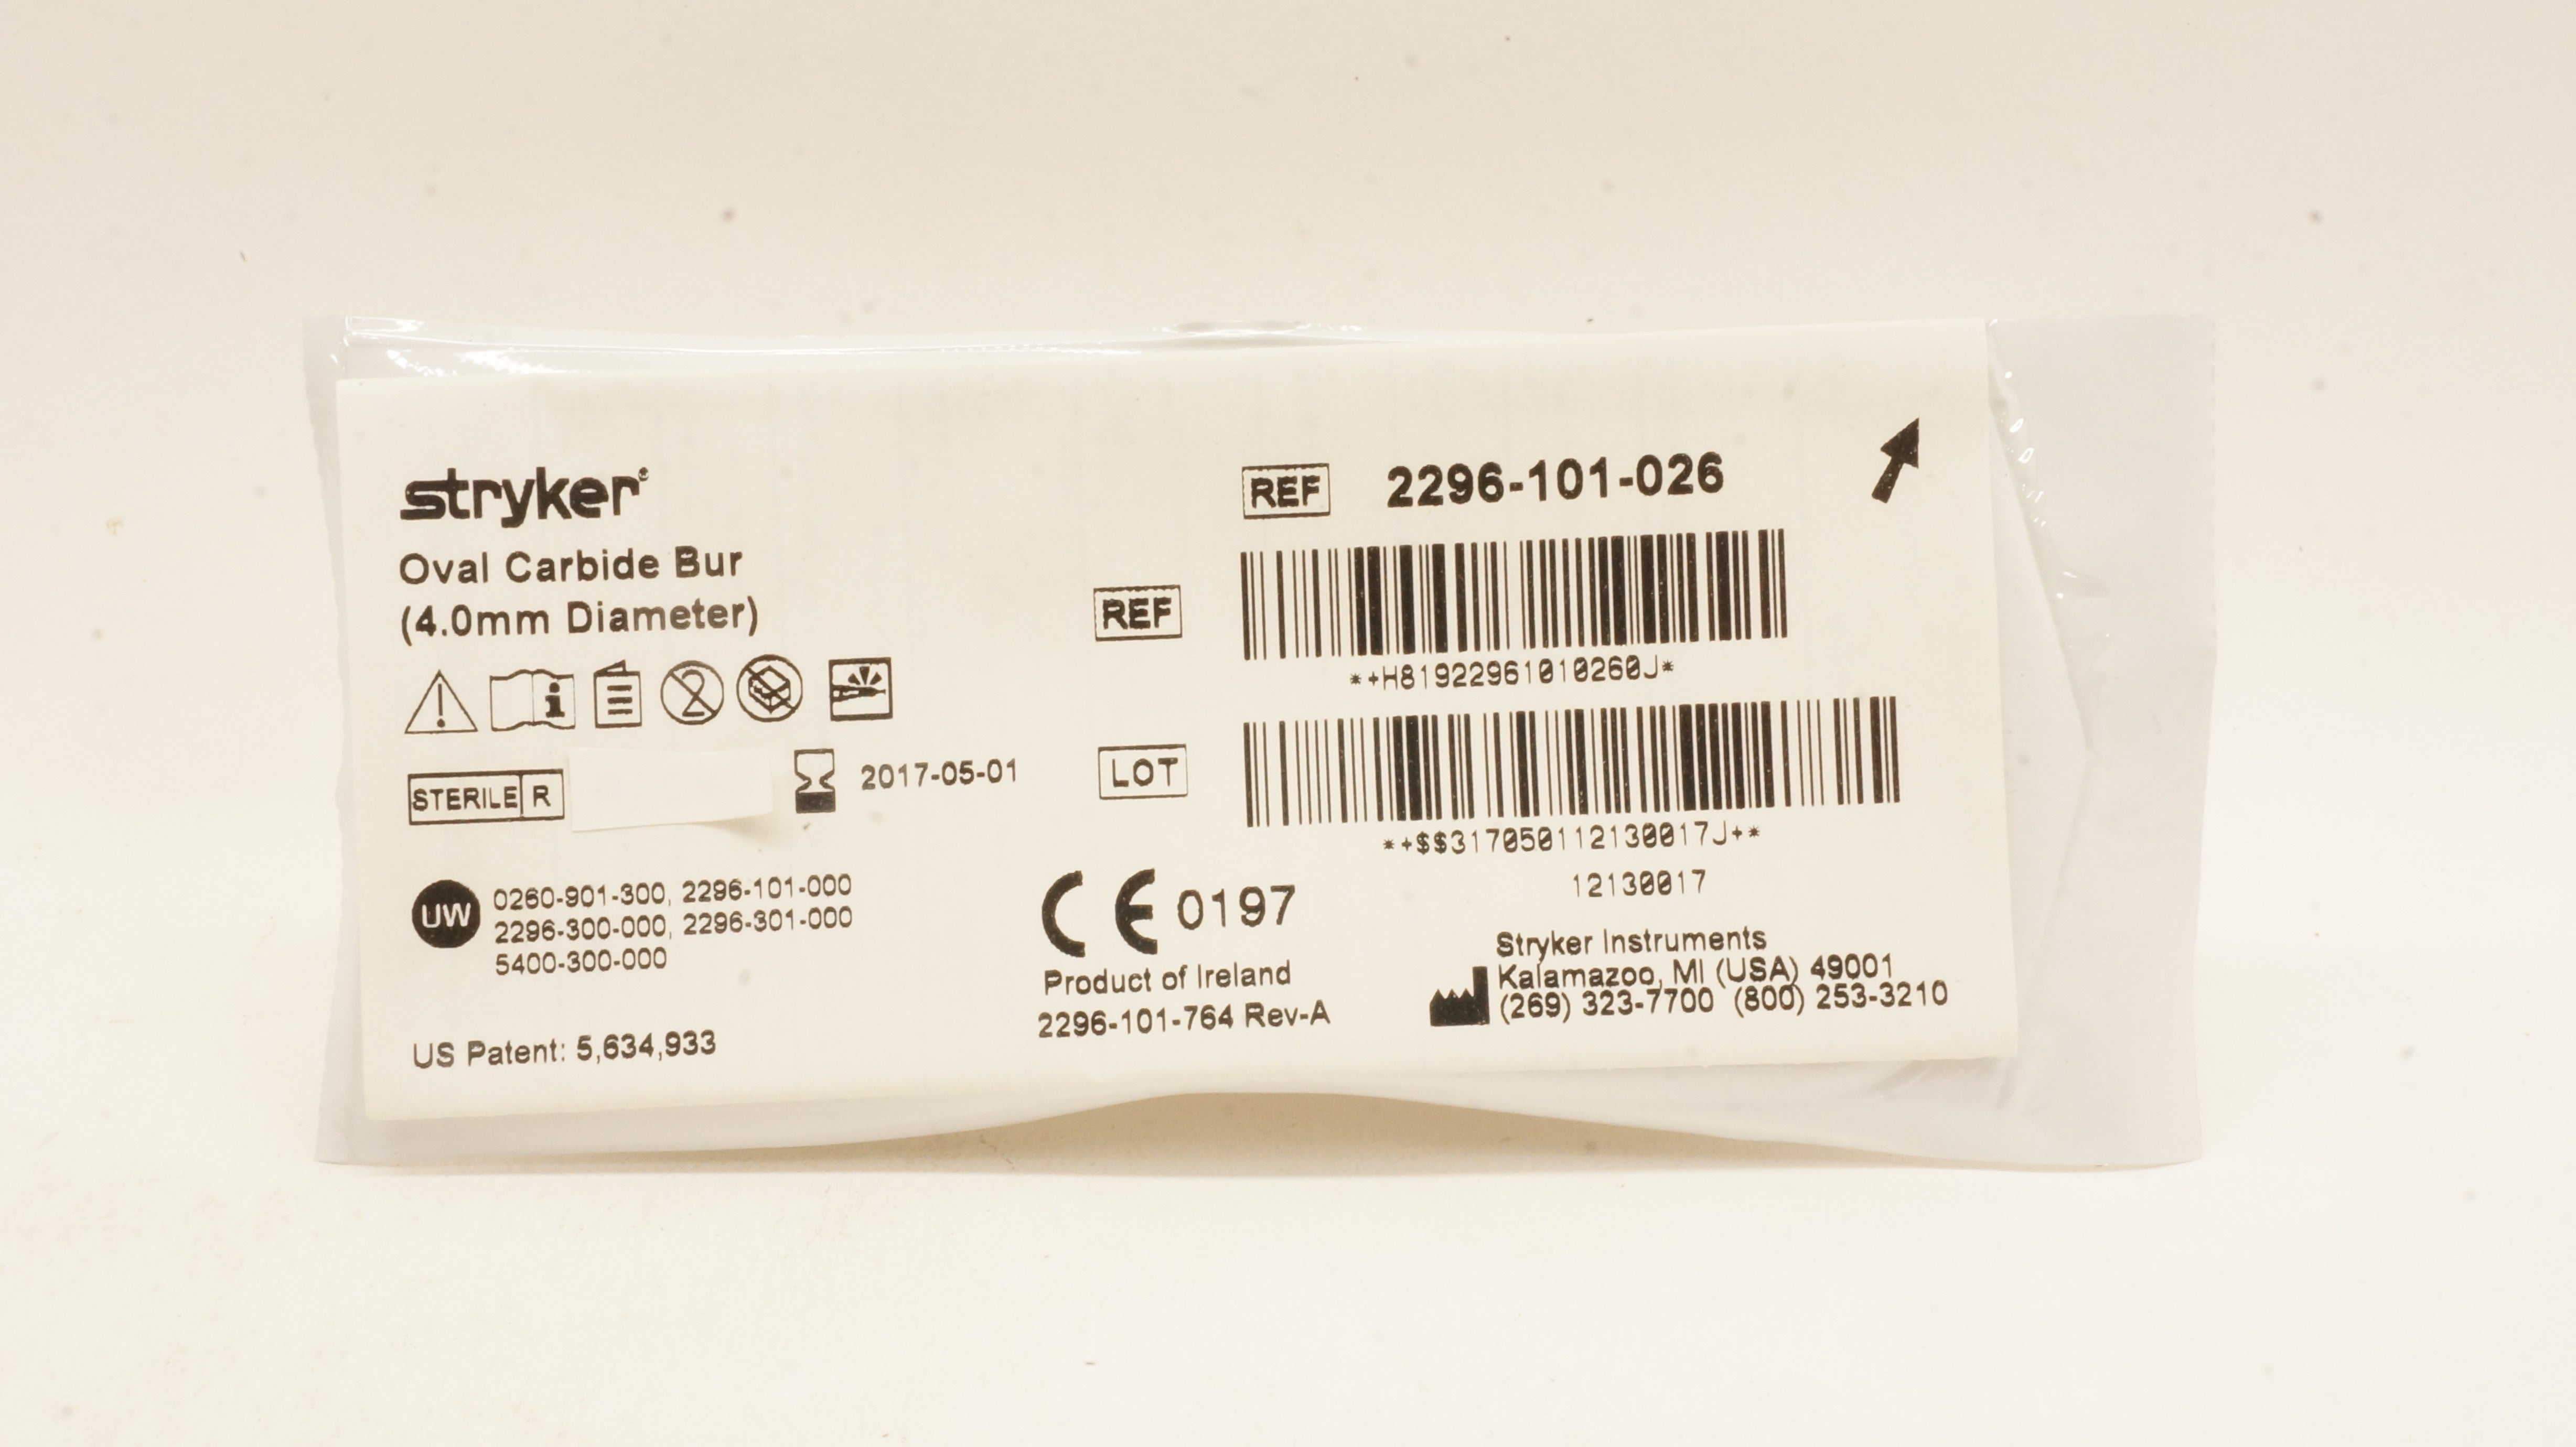 stryker®
Oval Carbide Bur
(4.0mm Diameter)
STERILE R
2017-05-01
UW
0260-901-300, 2296-101-000
2296-300-000, 2296-301-000
5400-300-000
US Patent: 5,634,933
REF 2296-101-026
REF
*+H81922961010260J*
LOT
*+$$317050112130017J+*
12130017
CE 0197
Product of Ireland
2296-101-764 Rev-A
Stryker Instruments
Kalamazoo, MI (USA) 49001
(269) 323-7700 (800) 253-3210